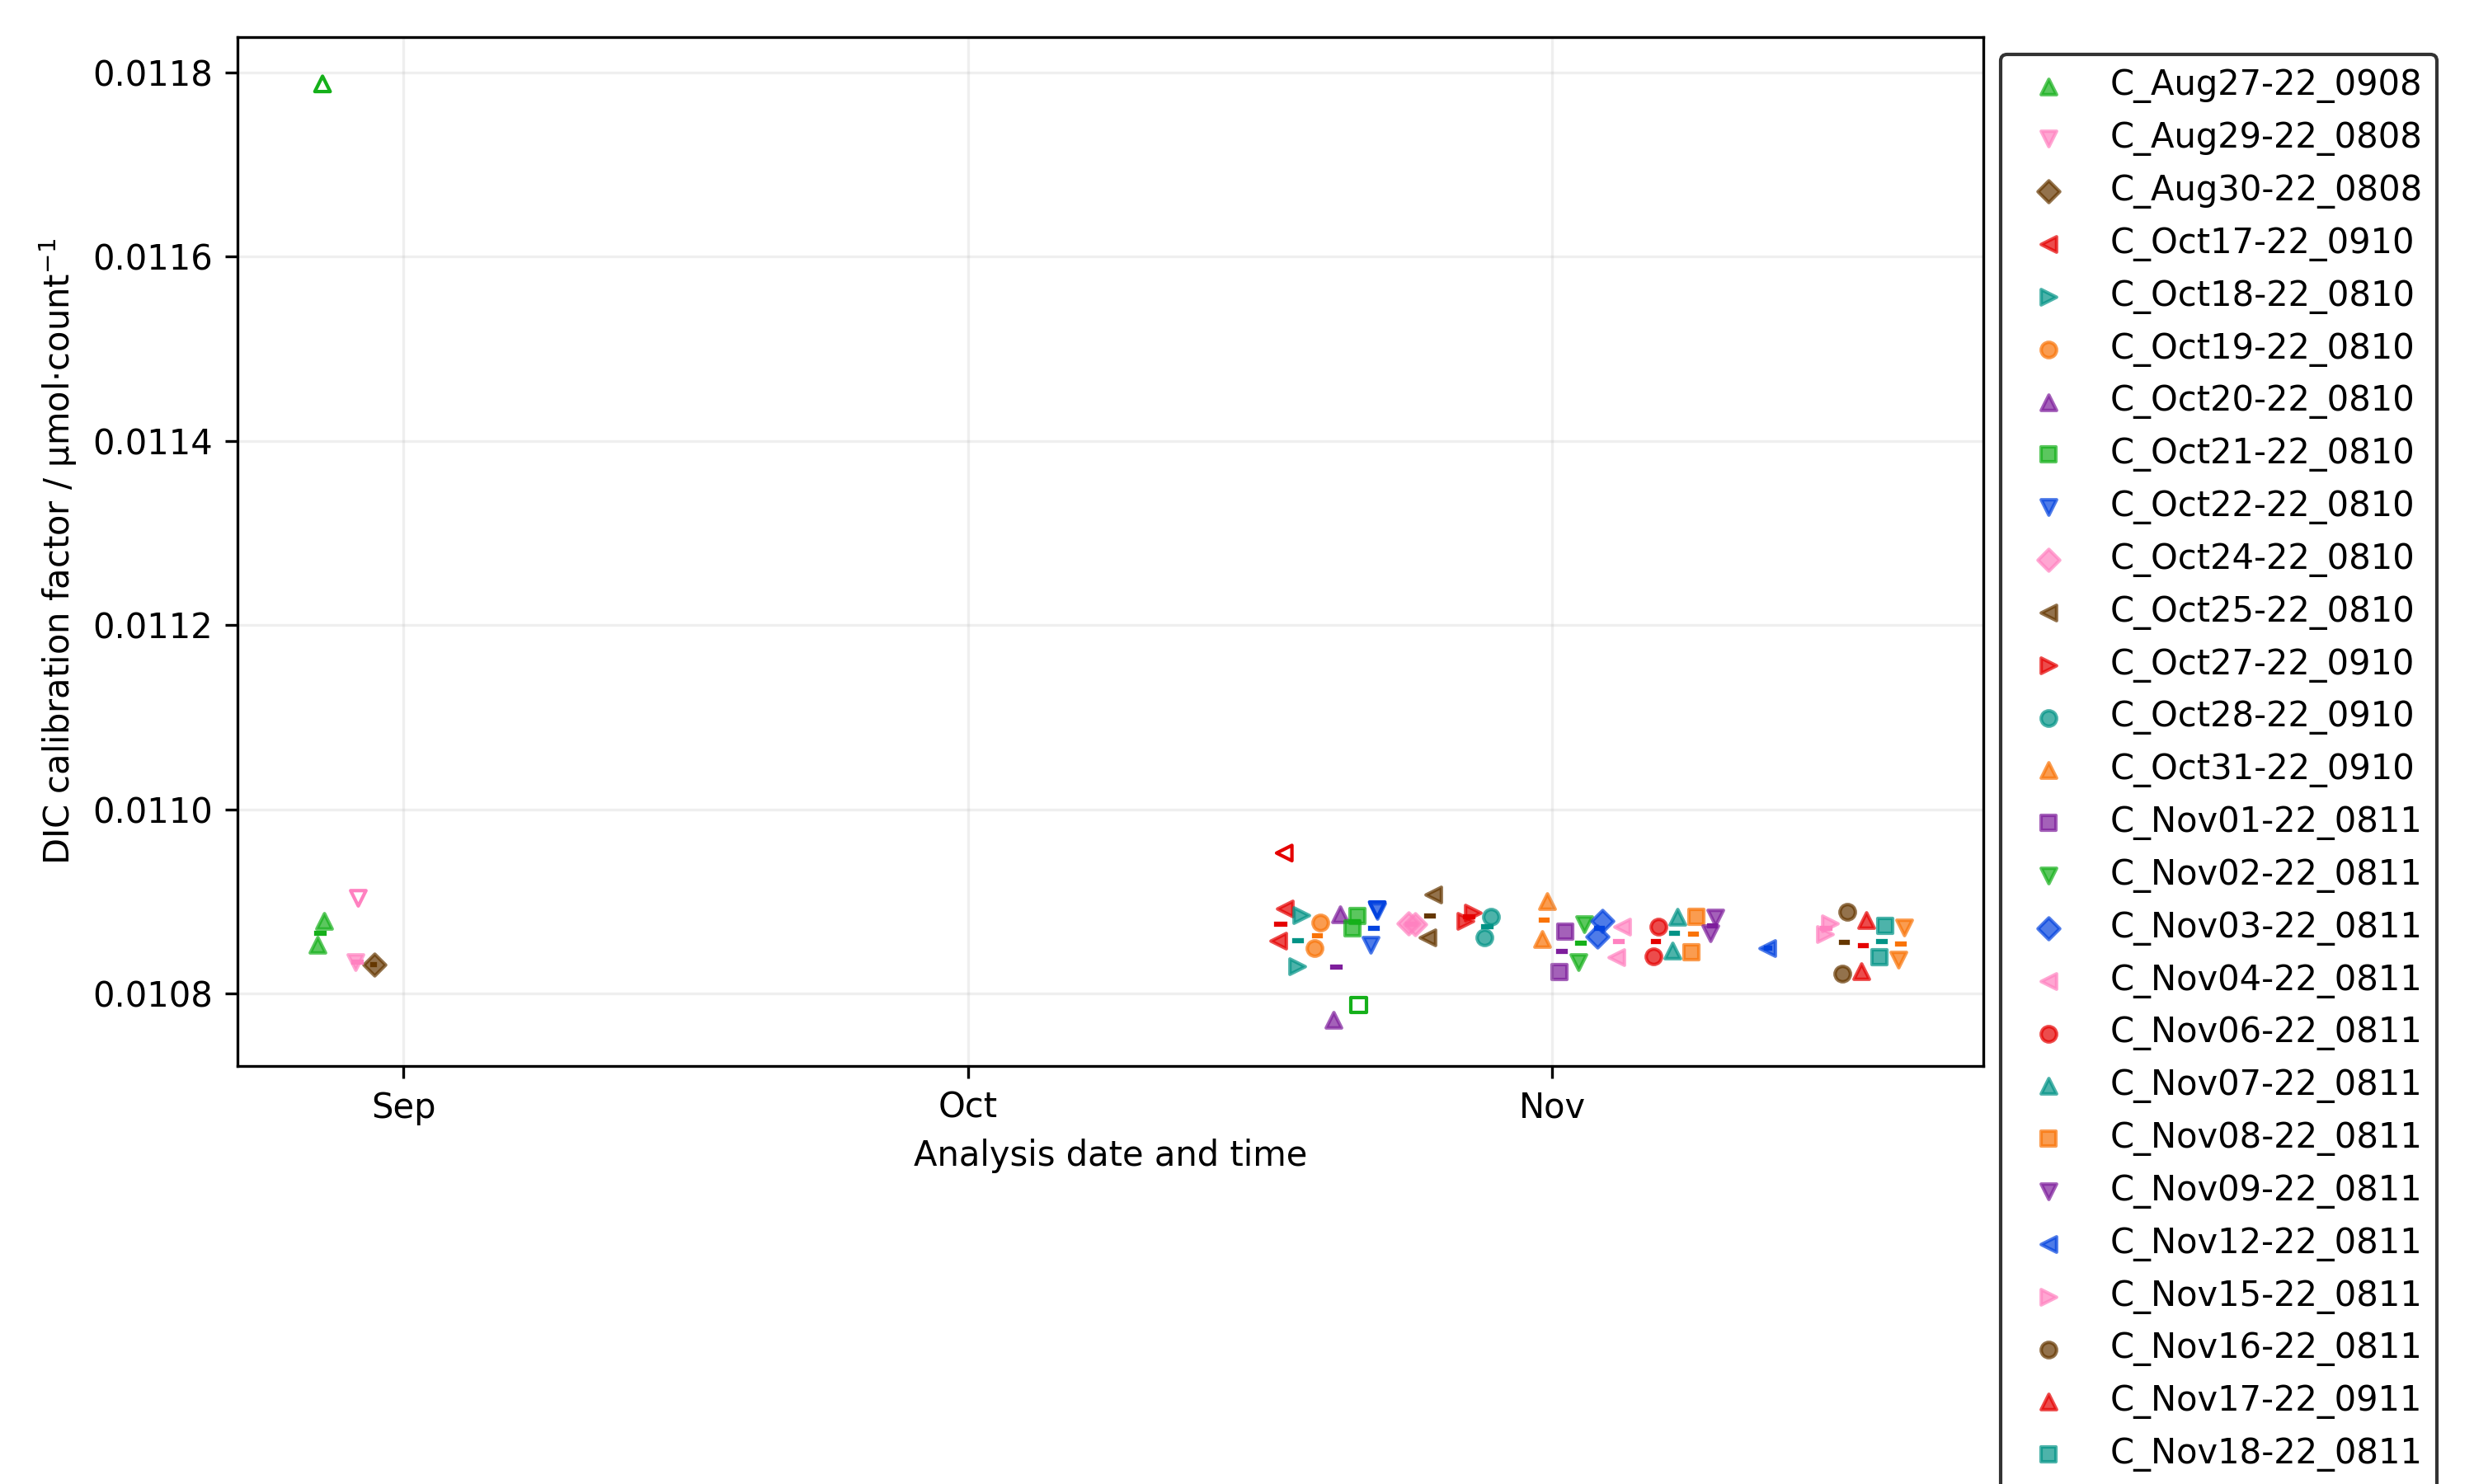 0.0118
0.0116
0.0114
0.0112
0.0110
0.0108
DIC calibration factor / µmol·count⁻¹
Sep Oct Nov
Analysis date and time
C_Aug27-22_0908
C_Aug29-22_0808
C_Aug30-22_0808
C_Oct17-22_0910
C_Oct18-22_0810
C_Oct19-22_0810
C_Oct20-22_0810
C_Oct21-22_0810
C_Oct22-22_0810
C_Oct24-22_0810
C_Oct25-22_0810
C_Oct27-22_0910
C_Oct28-22_0910
C_Oct31-22_0910
C_Nov01-22_0811
C_Nov02-22_0811
C_Nov03-22_0811
C_Nov04-22_0811
C_Nov06-22_0811
C_Nov07-22_0811
C_Nov08-22_0811
C_Nov09-22_0811
C_Nov12-22_0811
C_Nov15-22_0811
C_Nov16-22_0811
C_Nov17-22_0911
C_Nov18-22_0811